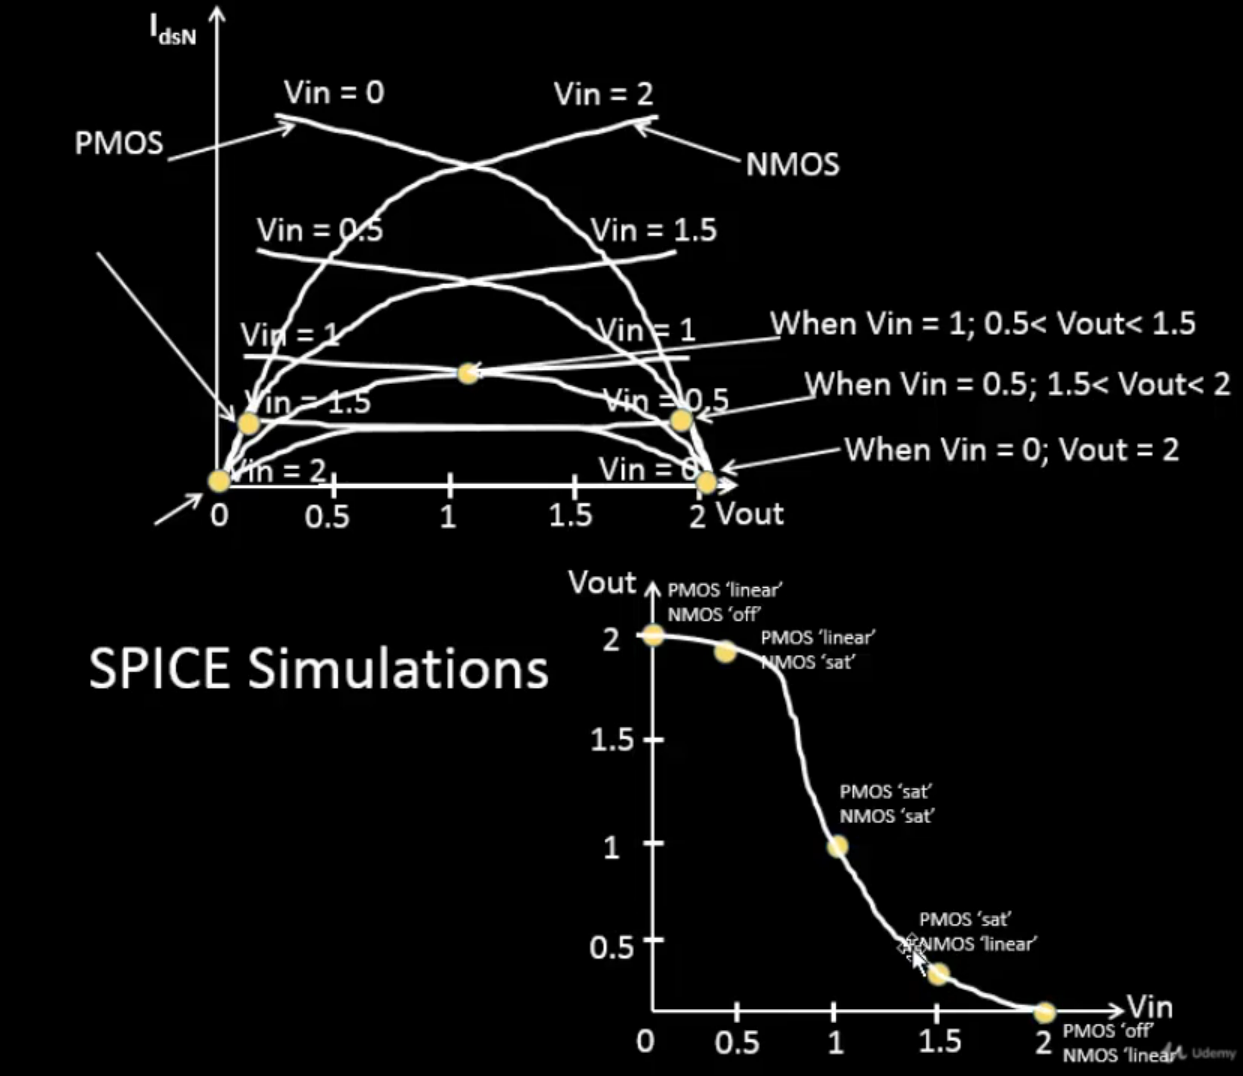 IdsN
Vin = 0
Vin = 2
PMOS
NMOS
Vin = 0.5
Vin = 1.5
Vin = 1
Vin = 1
When Vin = 1; 0.5< Vout< 1.5
Vin = 1.5
Vin = 0.5
When Vin = 0.5; 1.5< Vout< 2
Vin = 2
Vin = 0
When Vin = 0; Vout = 2
0 0.5 1 1.5 2 Vout
SPICE Simulations
Vout
PMOS ‘linear’
NMOS ‘off’
2
PMOS ‘linear’
NMOS ‘sat’
1.5
PMOS ‘sat’
NMOS ‘sat’
1
PMOS ‘sat’
NMOS ‘linear’
0.5
Vin
0 0.5 1 1.5 2
PMOS ‘off’
NMOS ‘linear’
Udemy